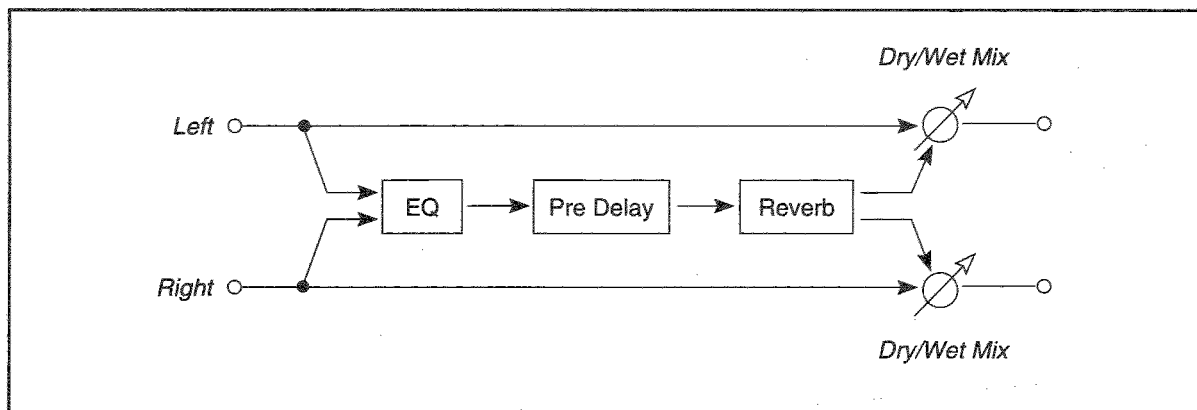 Dry/Wet Mix
Left
EQ
Pre Delay
Reverb
Right
Dry/Wet Mix